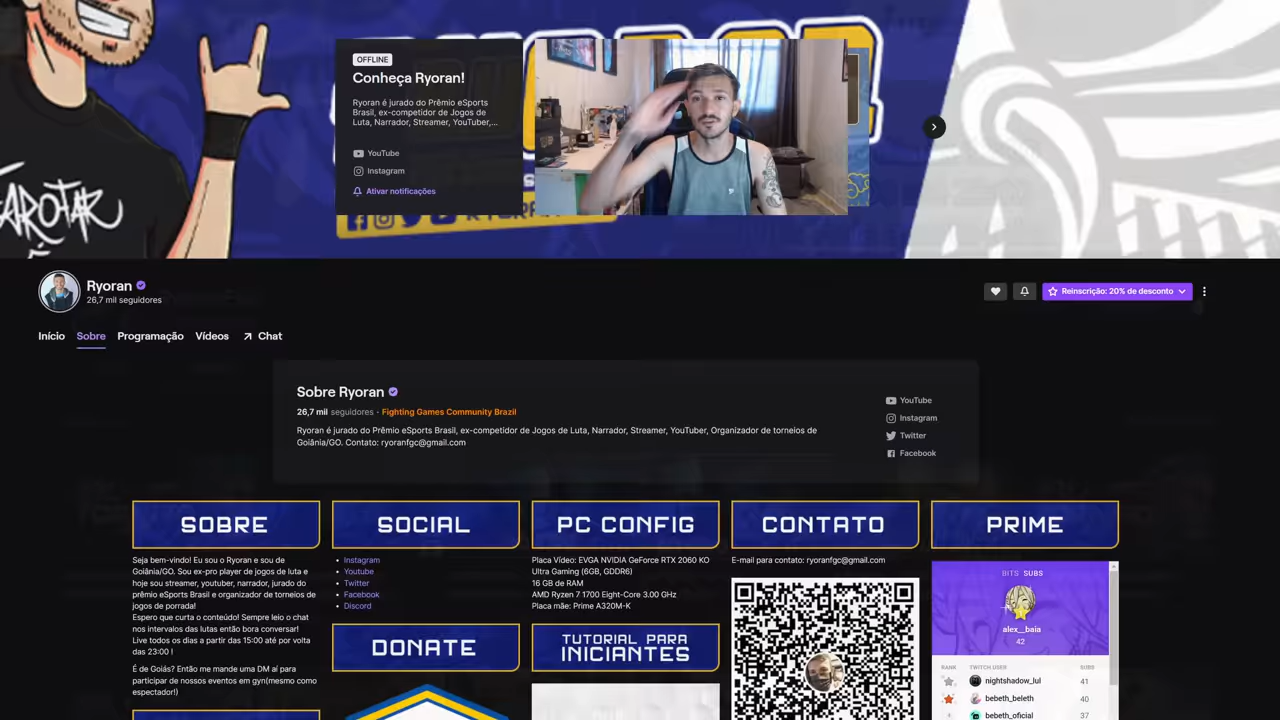 OFFLINE
Conheça Ryoran!
Ryoran é jurado do Prêmio eSports
Brasil, ex-competidor de Jogos de
Luta, Narrador, Streamer, YouTuber,...
YouTube
Instagram
Ativar notificações
Ryoran
26,7 mil seguidores
Reinscrição: 20% de desconto
Início Sobre Programação Vídeos Chat
Sobre Ryoran
26,7 mil seguidores · Fighting Games Community Brazil
Ryoran é jurado do Prêmio eSports Brasil, ex-competidor de Jogos de Luta, Narrador, Streamer, YouTuber, Organizador de torneios de
Goiânia/GO. Contato: ryoranfgc@gmail.com
YouTube
Instagram
Twitter
Facebook
SOBRE
Seja bem-vindo! Eu sou o Ryoran e sou de
Goiânia/GO. Sou ex-pro player de jogos de luta e
hoje sou streamer, youtuber, narrador, jurado do
prêmio eSports Brasil e organizador de torneios de
jogos de porrada!
Espero que curta o conteúdo! Sempre leio o chat
nos intervalos das lutas então bora conversar!
Live todos os dias a partir das 15:00 até por volta
das 23:00 !
É de Goiás? Então me mande uma DM aí para
participar de nossos eventos em gyn(mesmo como
espectador!)
SOCIAL
Instagram
Youtube
Twitter
Facebook
Discord
DONATE
PC CONFIG
Placa Vídeo: EVGA NVIDIA GeForce RTX 2060 KO
Ultra Gaming (6GB, GDDR6)
16 GB de RAM
AMD Ryzen 7 1700 Eight-Core 3.00 GHz
Placa mãe: Prime A320M-K
TUTORIAL PARA
INICIANTES
CONTATO
E-mail para contato: ryoranfgc@gmail.com
PRIME
BITS SUBS
alex__baia
42
RANK TWITCH USER SUBS
nightshadow_lul 41
bebeth_beleth 40
bebeth_oficial 37